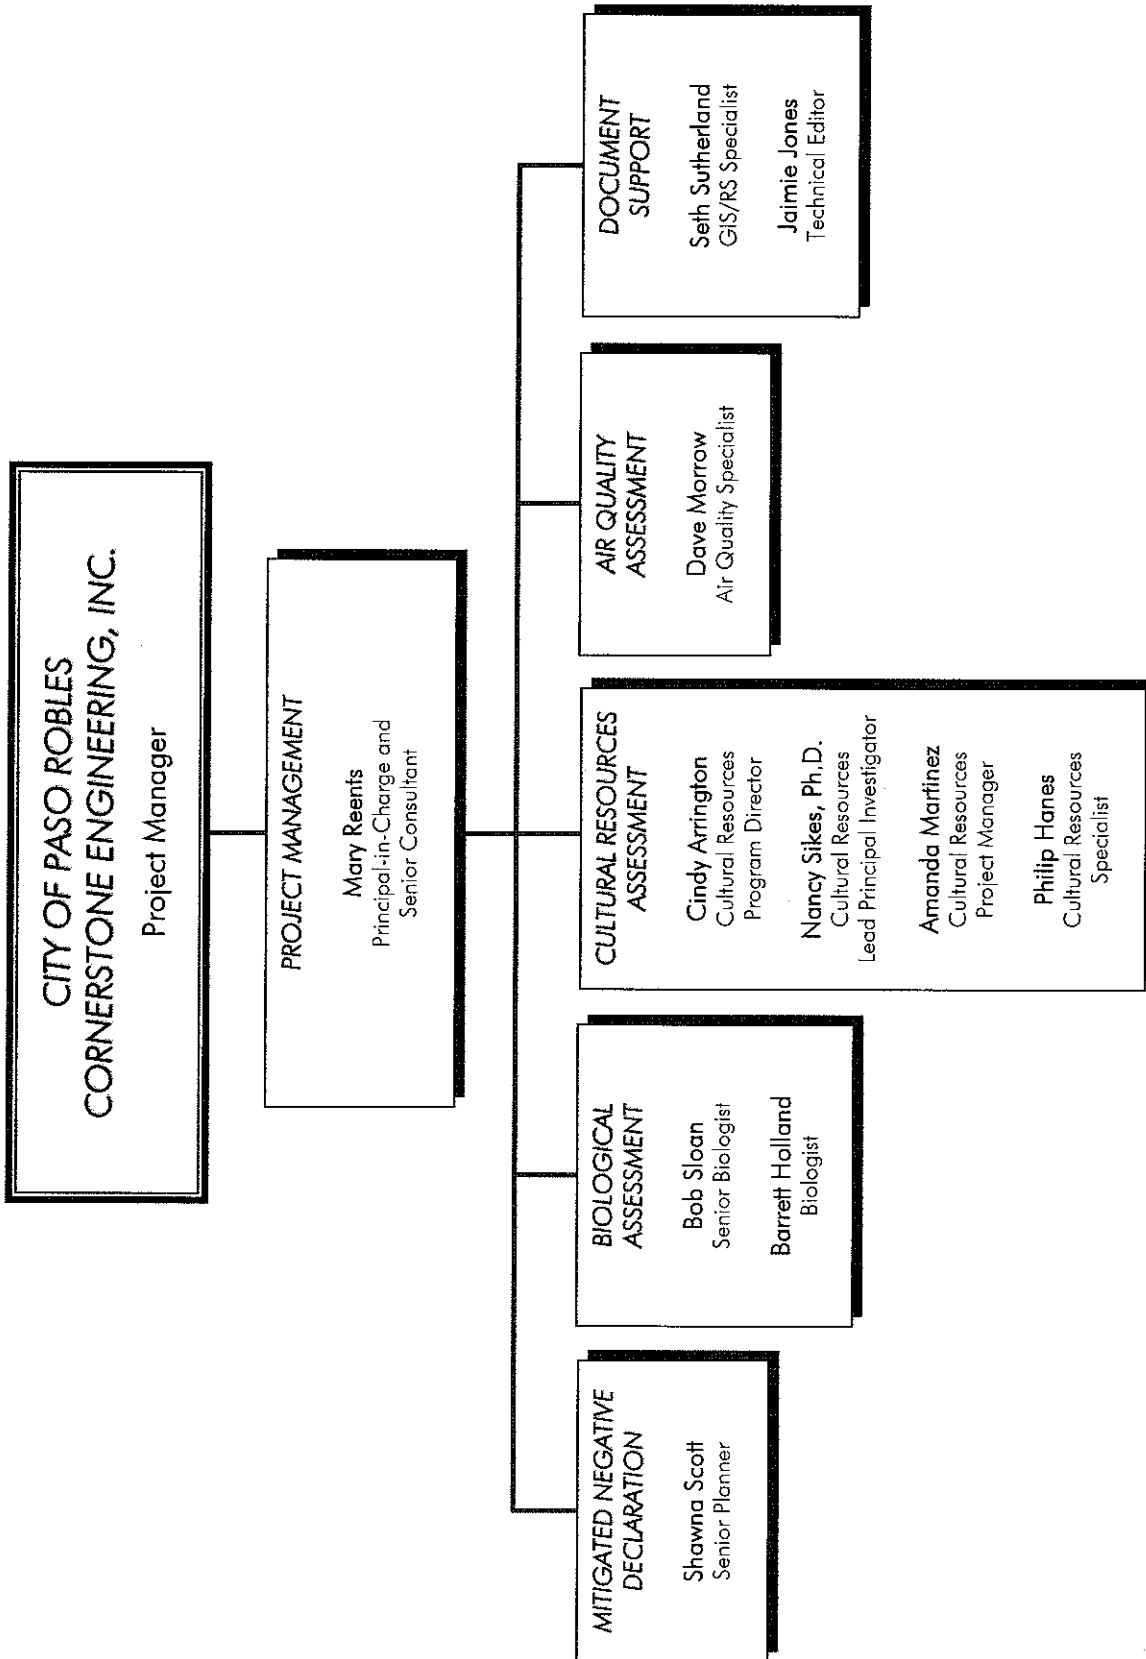 CITY OF PASO ROBLES
CORNERSTONE ENGINEERING, INC.
Project Manager
PROJECT MANAGEMENT
Mary Reents
Principal-in-Charge and
Senior Consultant
MITIGATED NEGATIVE
DECLARATION
Shawna Scott
Senior Planner
BIOLOGICAL
ASSESSMENT
Bob Sloan
Senior Biologist
Barrett Holland
Biologist
CULTURAL RESOURCES
ASSESSMENT
Cindy Arrington
Cultural Resources
Program Director
Nancy Sikes, Ph.D.
Cultural Resources
Lead Principal Investigator
Amanda Martinez
Cultural Resources
Project Manager
Philip Hanes
Cultural Resources
Specialist
AIR QUALITY
ASSESSMENT
Dave Morrow
Air Quality Specialist
DOCUMENT
SUPPORT
Seth Sutherland
GIS/RS Specialist
Jaimie Jones
Technical Editor